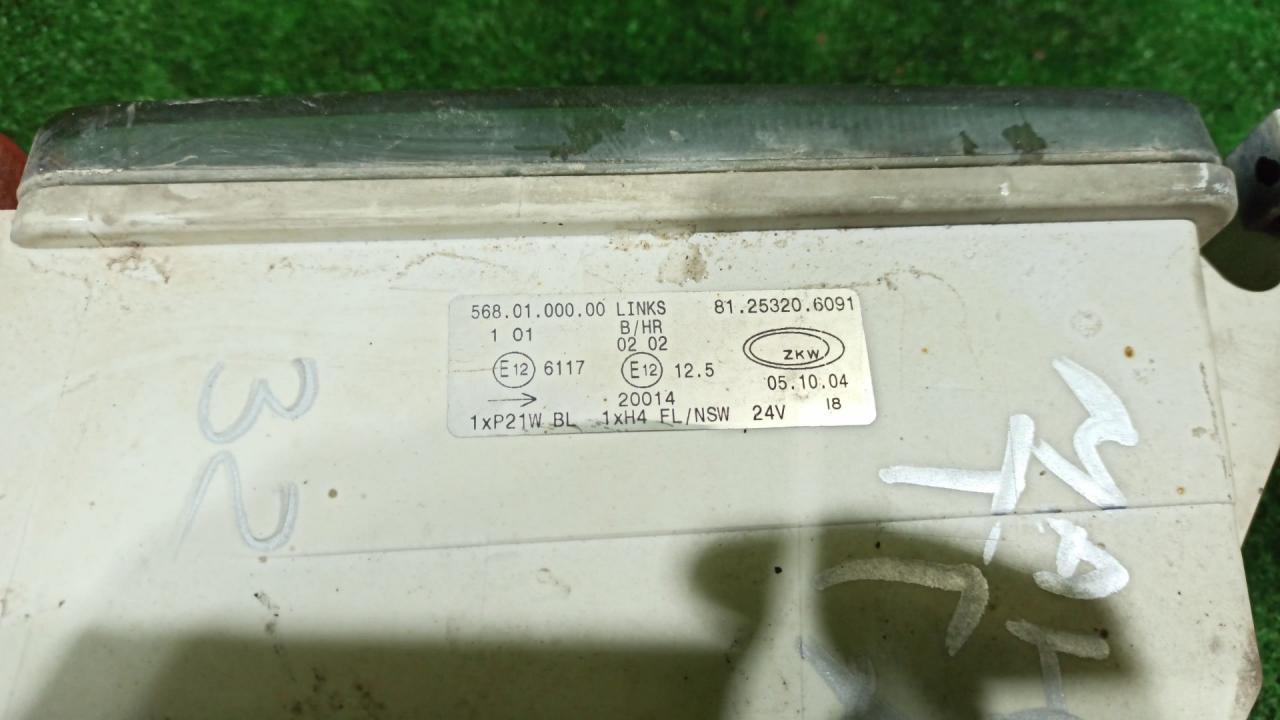 568.01.000.00 LINKS 81.25320.6091
1 01 B/HR
02 02
E12 6117 E12 12.5 ZKW
→ 20014 05.10.04
1xP21W BL 1xH4 FL/NSW 24V 18
32